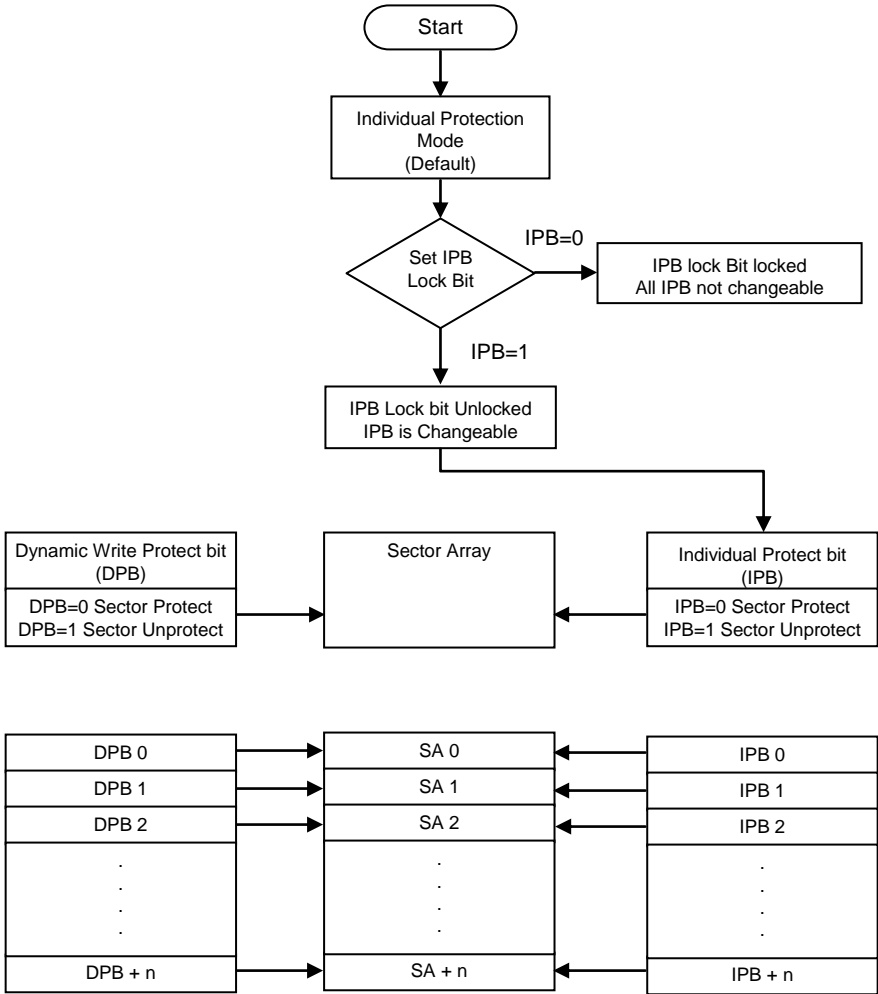 Start
Individual Protection
Mode
(Default)
Set IPB
Lock Bit
IPB=0
IPB lock Bit locked
All IPB not changeable
IPB=1
IPB Lock bit Unlocked
IPB is Changeable
Dynamic Write Protect bit
(DPB)
DPB=0 Sector Protect
DPB=1 Sector Unprotect
Sector Array
Individual Protect bit
(IPB)
IPB=0 Sector Protect
IPB=1 Sector Unprotect
DPB 0
SA 0
IPB 0
DPB 1
SA 1
IPB 1
DPB 2
SA 2
IPB 2
. . .
. . .
. . .
. . .
DPB + n
SA + n
IPB + n